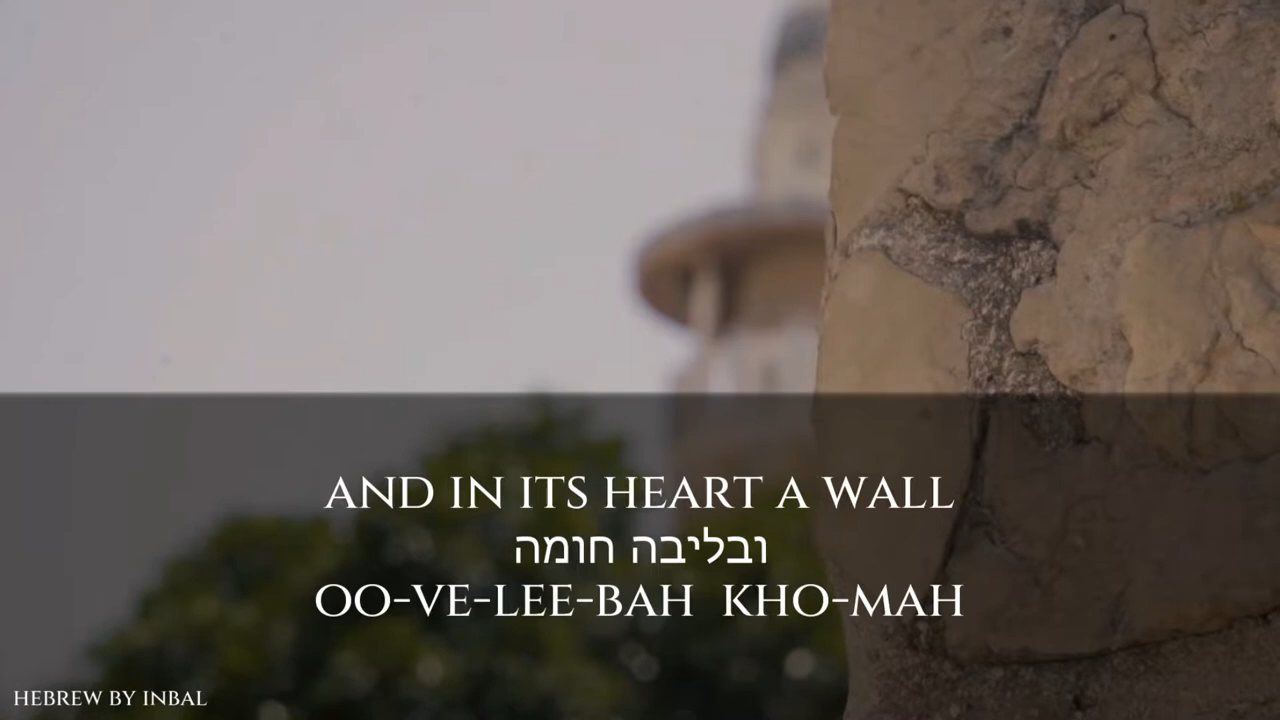 AND IN ITS HEART A WALL
ובליבה חומה
OO-VE-LEE-BAH KHO-MAH
HEBREW BY INBAL